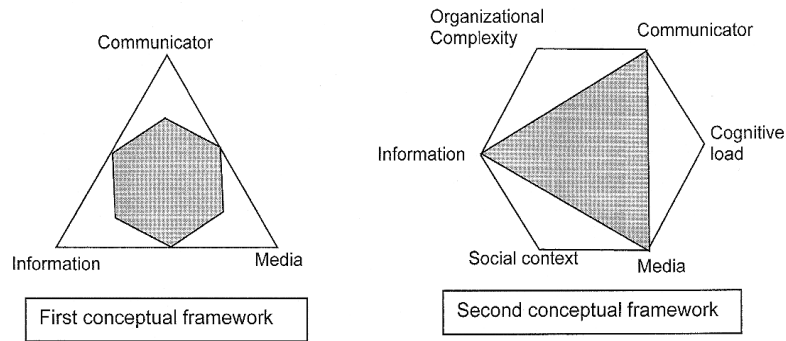 Communicator
Information
Media
First conceptual framework
Organizational
Complexity
Communicator
Information
Cognitive
load
Social context
Media
Second conceptual framework